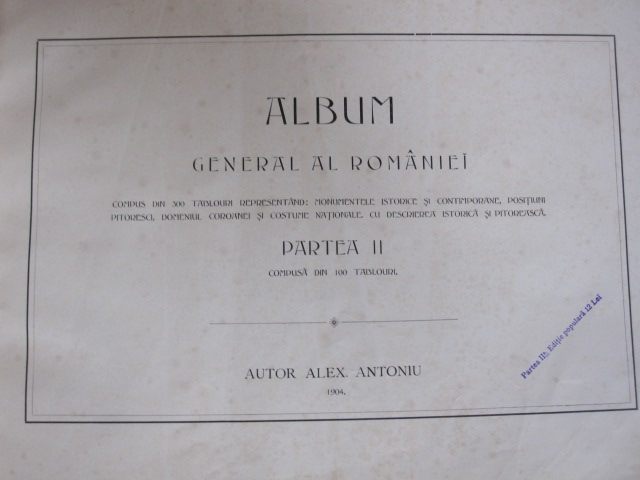 ALBUM
GENERAL AL ROMÂNIEI
COMPUS DIN 300 TABLOURI REPRESENTÂND: MONUMENTELE ISTORICE ȘI CONTIMPORANE, POSIȚIUNI
PITOREȘCI, DOMENIUL COROANEI ȘI COSTUME NAȚIONALE. CU DESCRIEREA ISTORICĂ ȘI PITOREASCĂ.
PARTEA II
COMPUSĂ DIN 100 TABLOURI.
Partea II; Ediție populară 12 Lei
AUTOR ALEX. ANTONIU
1904.